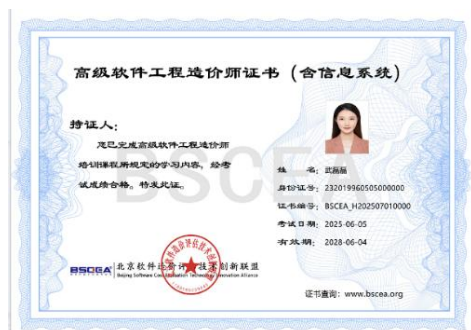 高级软件工程造价师证书（含信息系统）
持证人：
您已完成高级软件工程造价师
培训课程所规定的学习内容，经考
试成绩合格。特发此证。
BSCEA
姓 名：武晶晶
身份证号：232019960505000000
证书编号：BSCEA_H202507010000
考试日期：2025-06-05
有效期：2028-06-04
BSCEA 北京软件造价评估技术创新联盟
Beijing Software Cost Estimation Technology Innovation Alliance
证书查询：www.bscea.org